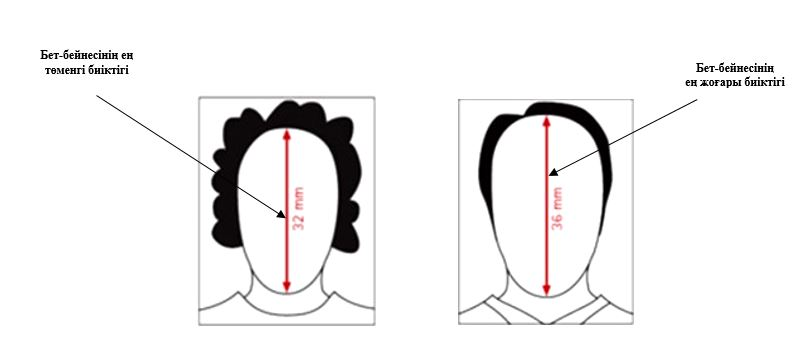 Бет-бейнесінің ең
төменгі биіктігі
Бет-бейнесінің
ең жоғары биіктігі
32 mm
36 mm